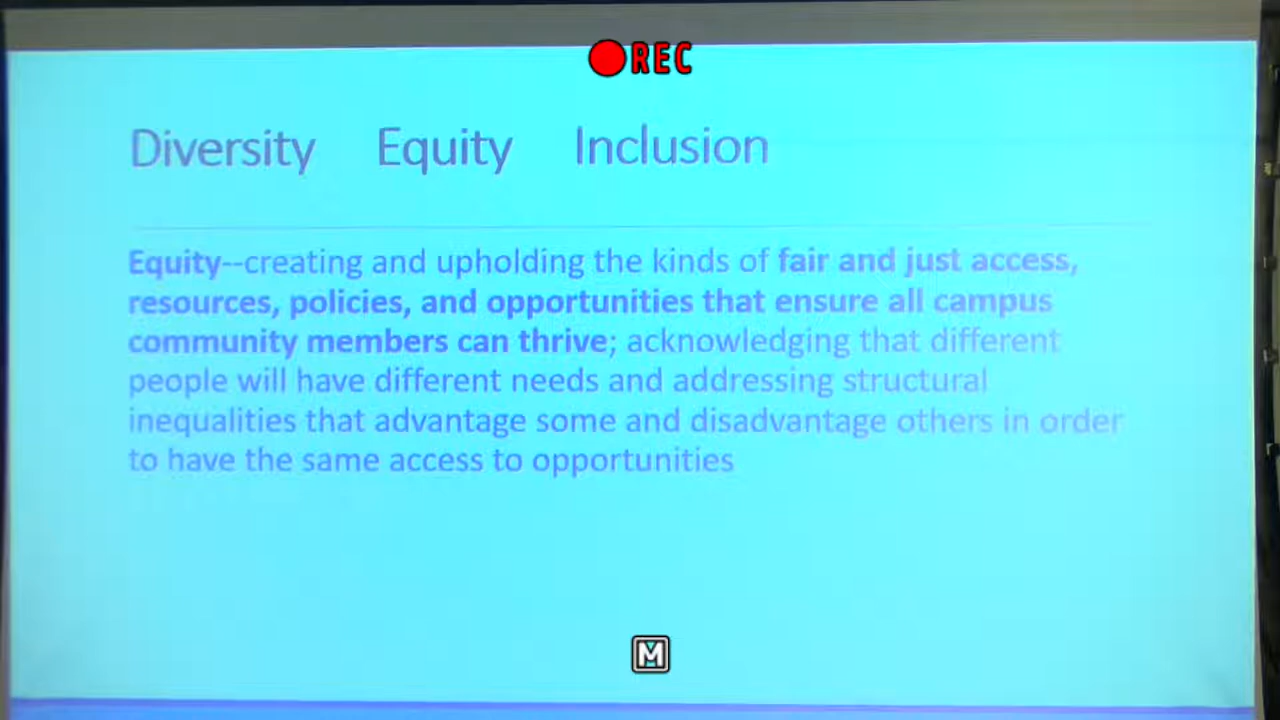 REC
Diversity Equity Inclusion
Equity--creating and upholding the kinds of fair and just access,
resources, policies, and opportunities that ensure all campus
community members can thrive; acknowledging that different
people will have different needs and addressing structural
inequalities that advantage some and disadvantage others in order
to have the same access to opportunities
M